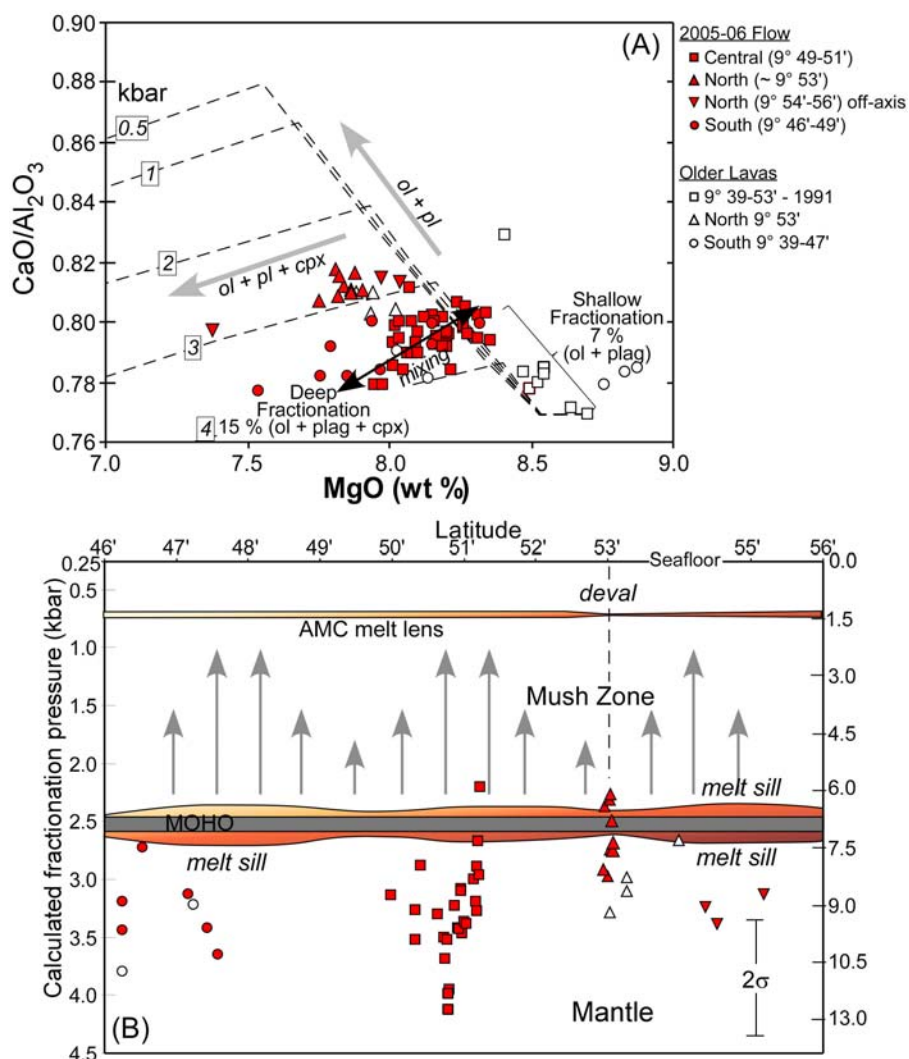 (A)
0.90
0.88
0.86
0.84
0.82
0.80
0.78
0.76
CaO/Al₂O₃
kbar
0.5
1
2
3
4
ol + pl
ol + pl + cpx
mixing
Shallow
Fractionation
7 %
(ol + plag)
Deep
Fractionation
15 % (ol + plag + cpx)
7.0 7.5 8.0 8.5 9.0
MgO (wt %)
2005-06 Flow
Central (9° 49-51')
North (~ 9° 53')
North (9° 54'-56') off-axis
South (9° 46'-49')
Older Lavas
9° 39-53' - 1991
North 9° 53'
South 9° 39-47'
Latitude
46' 47' 48' 49' 50' 51' 52' 53' 55' 56'
Seafloor
Calculated fractionation pressure (kbar)
0.25
0.5
1.0
1.5
2.0
2.5
3.0
3.5
4.0
4.5
0.0
1.5
3.0
4.5
6.0
7.5
9.0
10.5
13.0
deval
AMC melt lens
Mush Zone
melt sill
MOHO
melt sill
melt sill
2σ
Mantle
(B)